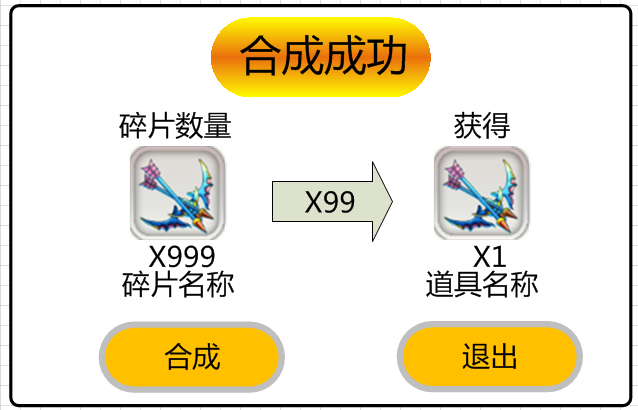 合成成功
碎片数量
获得
X99
X999
X1
碎片名称
道具名称
合成
退出